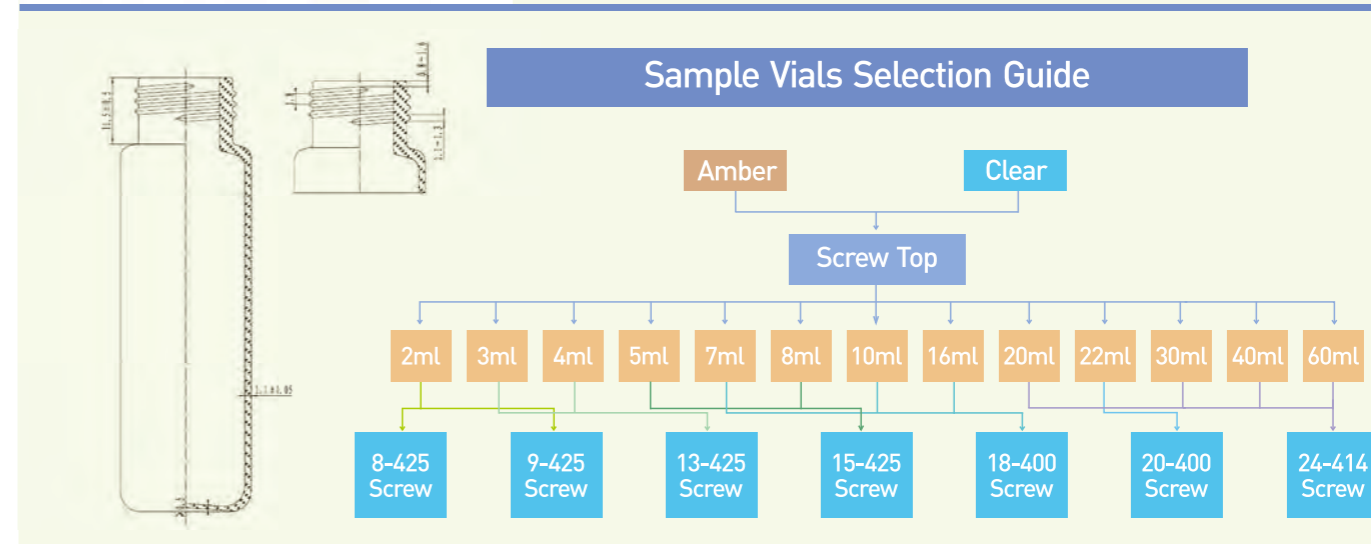 Sample Vials Selection Guide
Amber
Clear
Screw Top
2ml
3ml
4ml
5ml
7ml
8ml
10ml
16ml
20ml
22ml
30ml
40ml
60ml
8-425
Screw
9-425
Screw
13-425
Screw
15-425
Screw
18-400
Screw
20-400
Screw
24-414
Screw